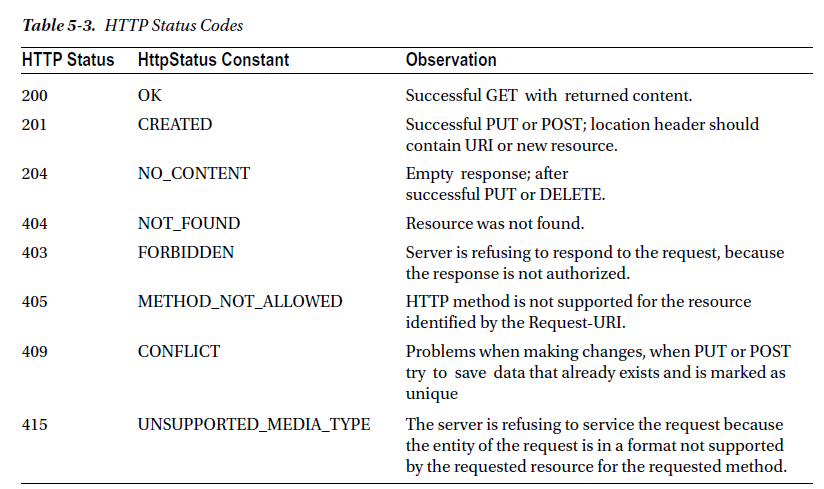 Table 5-3. HTTP Status Codes
HTTP Status HttpStatus Constant Observation
200 OK Successful GET with returned content.
201 CREATED Successful PUT or POST; location header should
contain URI or new resource.
204 NO_CONTENT Empty response; after
successful PUT or DELETE.
404 NOT_FOUND Resource was not found.
403 FORBIDDEN Server is refusing to respond to the request, because
the response is not authorized.
405 METHOD_NOT_ALLOWED HTTP method is not supported for the resource
identified by the Request-URI.
409 CONFLICT Problems when making changes, when PUT or POST
try to save data that already exists and is marked as
unique
415 UNSUPPORTED_MEDIA_TYPE The server is refusing to service the request because
the entity of the request is in a format not supported
by the requested resource for the requested method.